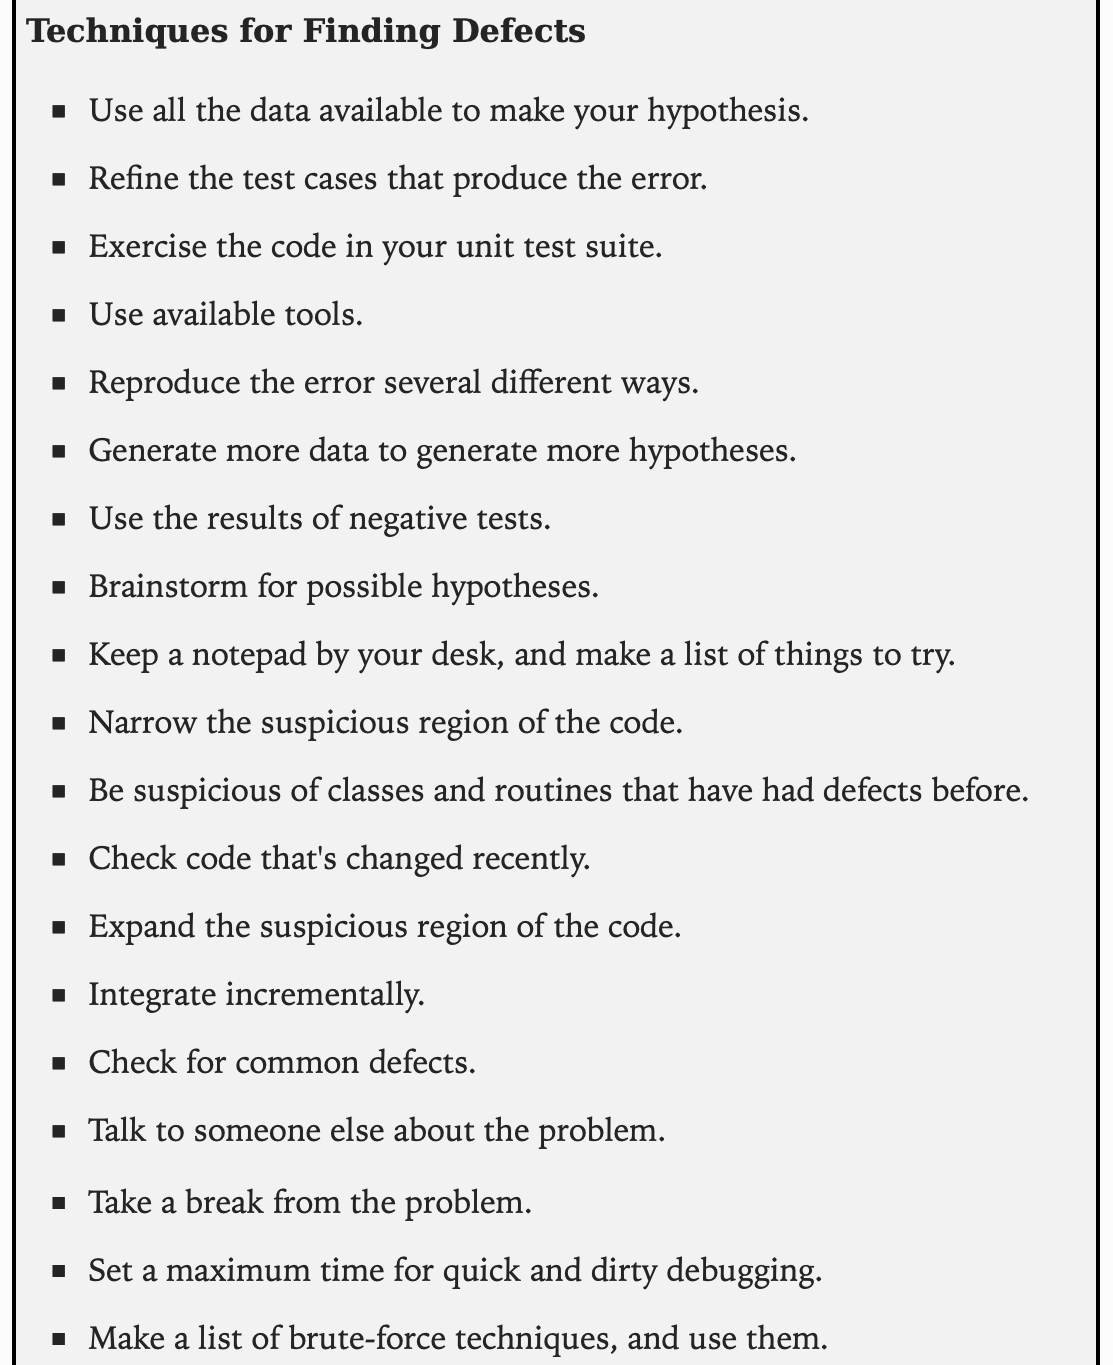 Techniques for Finding Defects
▪ Use all the data available to make your hypothesis.
▪ Refine the test cases that produce the error.
▪ Exercise the code in your unit test suite.
▪ Use available tools.
▪ Reproduce the error several different ways.
▪ Generate more data to generate more hypotheses.
▪ Use the results of negative tests.
▪ Brainstorm for possible hypotheses.
▪ Keep a notepad by your desk, and make a list of things to try.
▪ Narrow the suspicious region of the code.
▪ Be suspicious of classes and routines that have had defects before.
▪ Check code that's changed recently.
▪ Expand the suspicious region of the code.
▪ Integrate incrementally.
▪ Check for common defects.
▪ Talk to someone else about the problem.
▪ Take a break from the problem.
▪ Set a maximum time for quick and dirty debugging.
▪ Make a list of brute-force techniques, and use them.